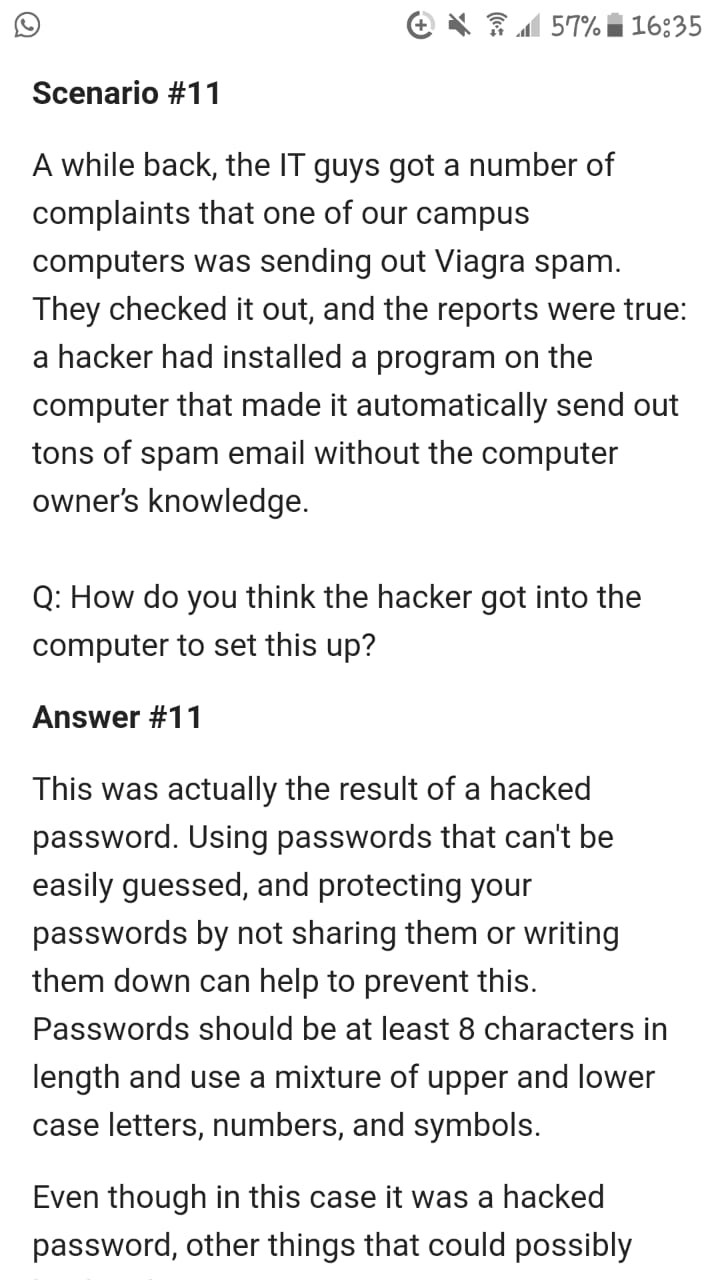 57% 16:35
Scenario #11
A while back, the IT guys got a number of
complaints that one of our campus
computers was sending out Viagra spam.
They checked it out, and the reports were true:
a hacker had installed a program on the
computer that made it automatically send out
tons of spam email without the computer
owner’s knowledge.
Q: How do you think the hacker got into the
computer to set this up?
Answer #11
This was actually the result of a hacked
password. Using passwords that can't be
easily guessed, and protecting your
passwords by not sharing them or writing
them down can help to prevent this.
Passwords should be at least 8 characters in
length and use a mixture of upper and lower
case letters, numbers, and symbols.
Even though in this case it was a hacked
password, other things that could possibly